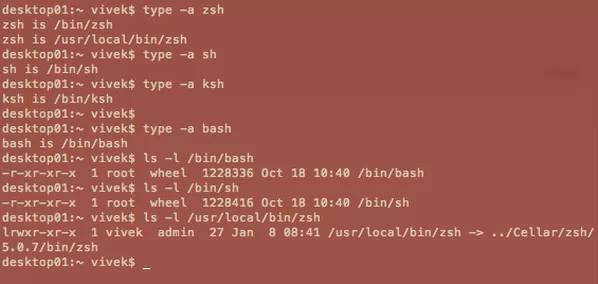 desktop01:~ vivek$ type -a zsh
zsh is /bin/zsh
zsh is /usr/local/bin/zsh
desktop01:~ vivek$ type -a sh
sh is /bin/sh
desktop01:~ vivek$ type -a ksh
ksh is /bin/ksh
desktop01:~ vivek$
desktop01:~ vivek$ type -a bash
bash is /bin/bash
desktop01:~ vivek$ ls -l /bin/bash
-r-xr-xr-x  1 root  wheel  1228336 Oct 18 10:40 /bin/bash
desktop01:~ vivek$ ls -l /bin/sh
-r-xr-xr-x  1 root  wheel  1228416 Oct 18 10:40 /bin/sh
desktop01:~ vivek$ ls -l /usr/local/bin/zsh
lrwxr-xr-x  1 vivek  admin  27 Jan  8 08:41 /usr/local/bin/zsh -> ../Cellar/zsh/
5.0.7/bin/zsh
desktop01:~ vivek$ _